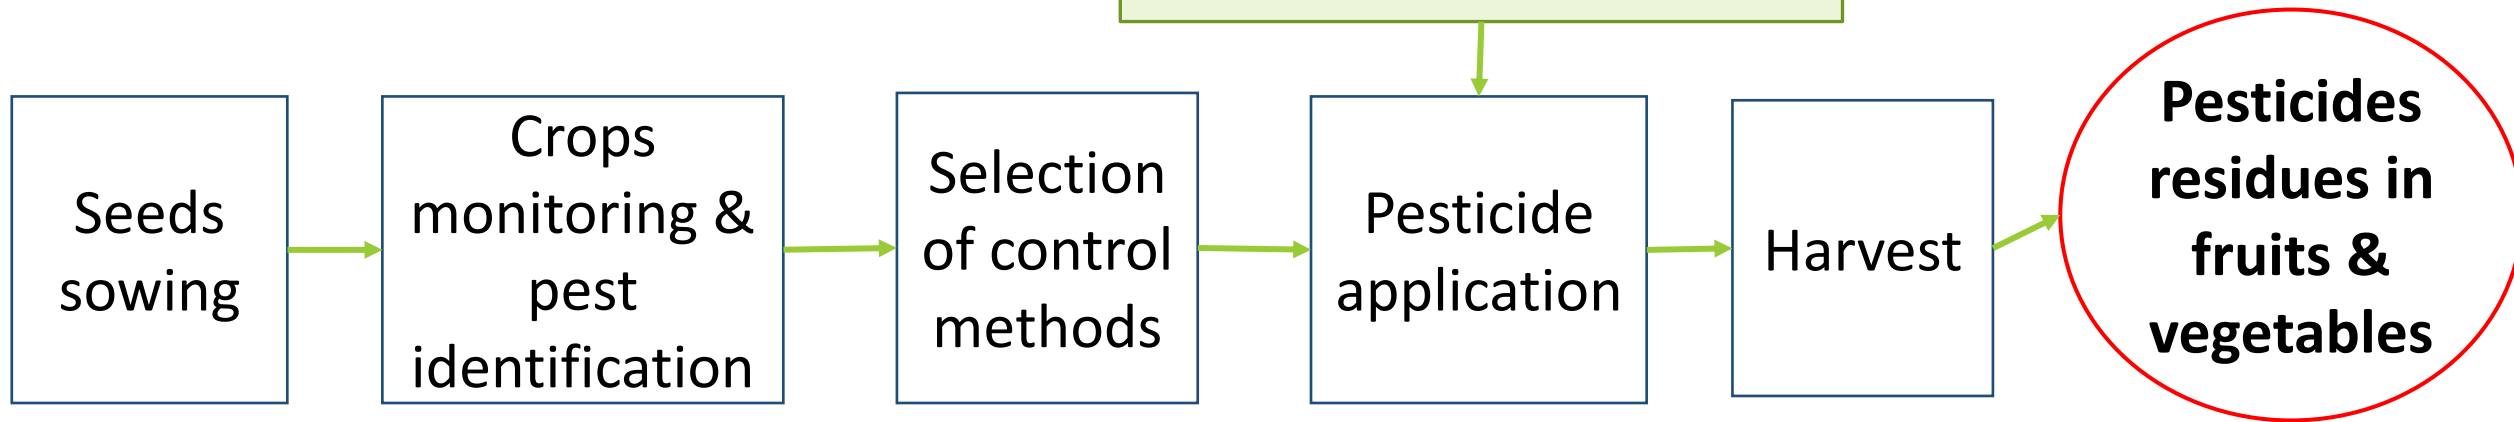 Seeds
sowing
Crops
monitoring &
pest
identification
Selection
of control
methods
Pesticide
application
Harvest
Pesticides
residues in
fruits &
vegetables